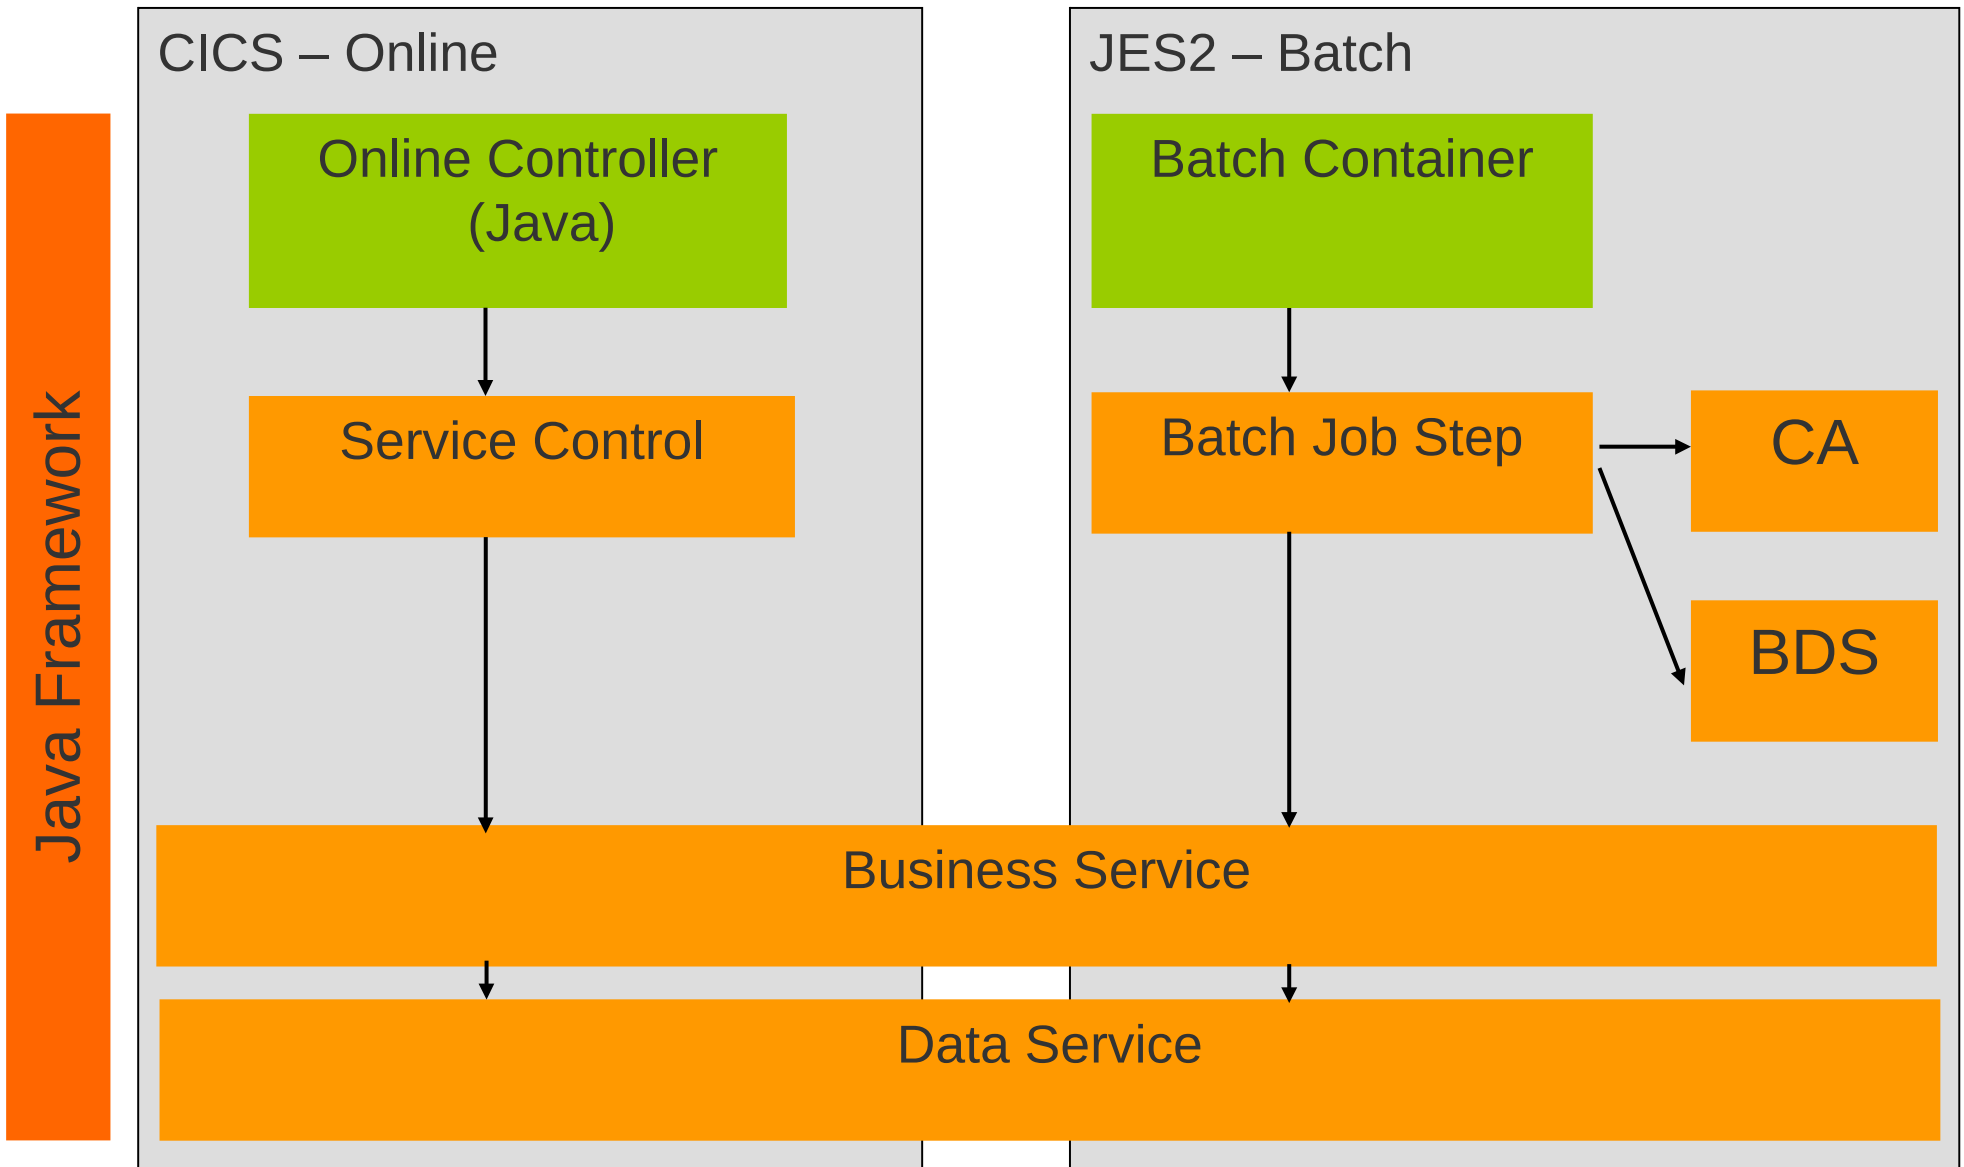 CICS – Online
JES2 – Batch
Java Framework
Online Controller
(Java)
Batch Container
Service Control
Batch Job Step
CA
BDS
Business Service
Data Service